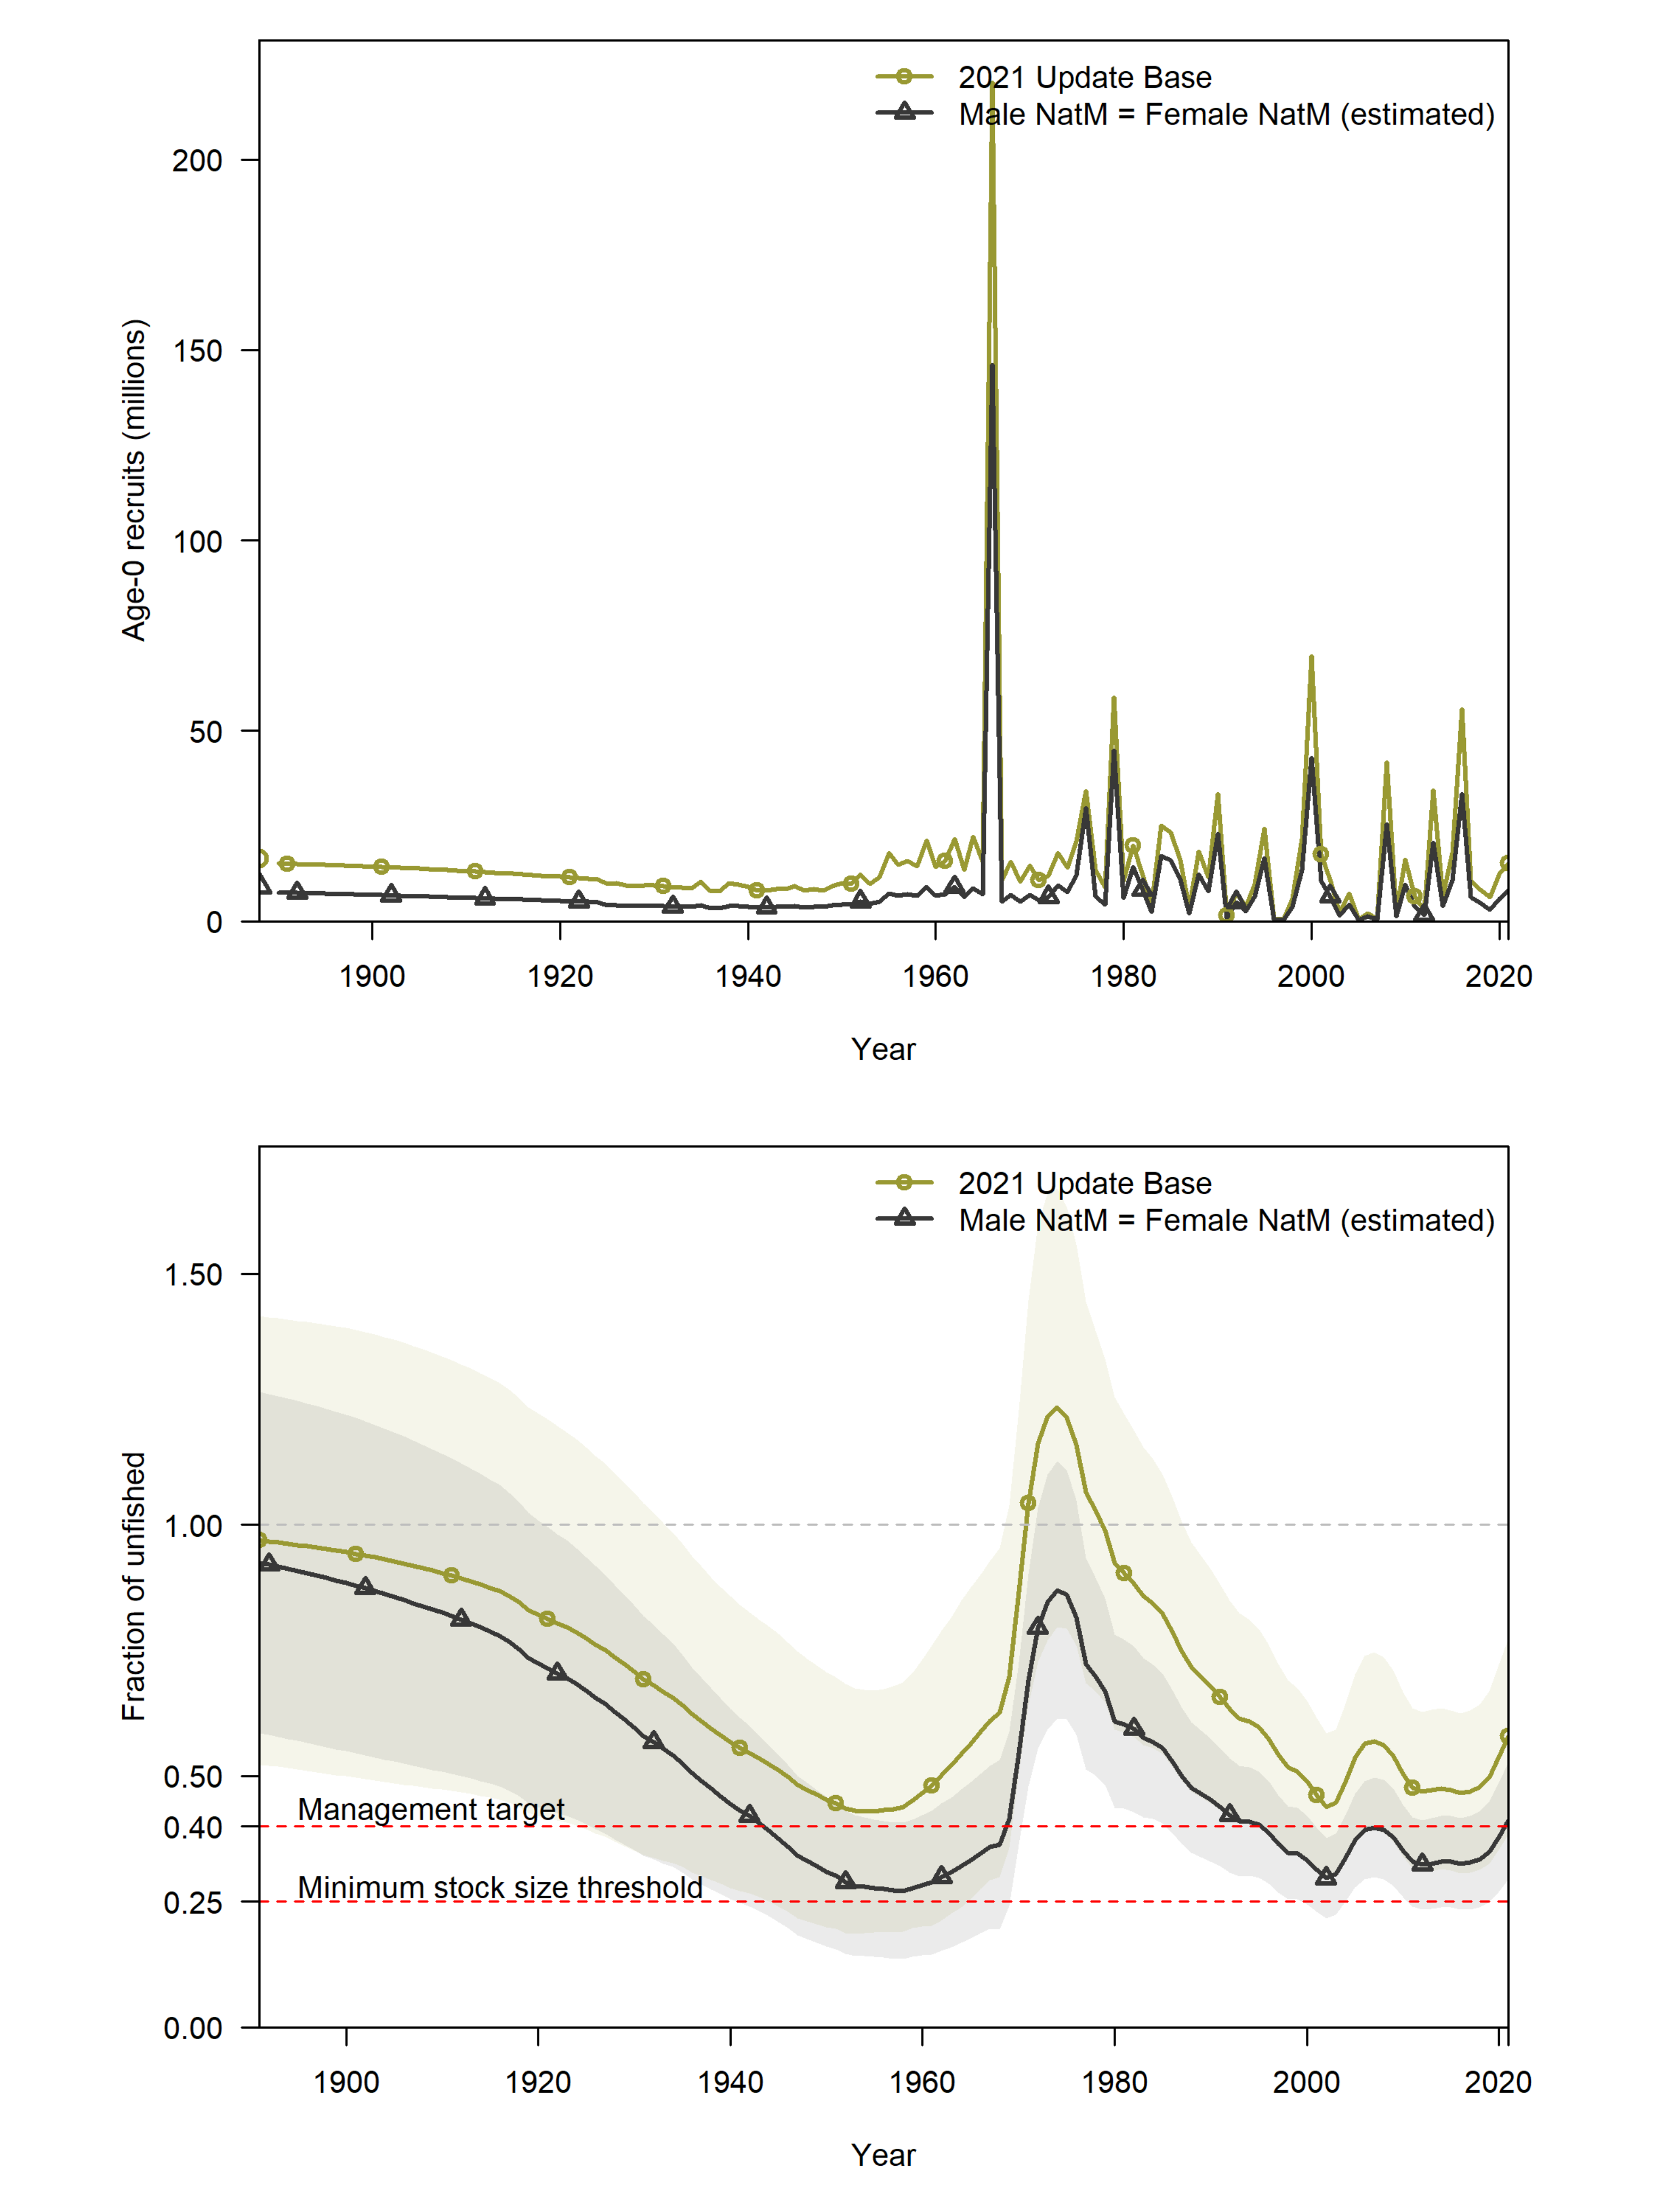 2021 Update Base
Male NatM = Female NatM (estimated)
200
150
100
50
0
Age-0 recruits (millions)
1900 1920 1940 1960 1980 2000 2020
Year
2021 Update Base
Male NatM = Female NatM (estimated)
1.50
1.00
0.50
0.40
0.25
0.00
Fraction of unfished
Management target
Minimum stock size threshold
1900 1920 1940 1960 1980 2000 2020
Year